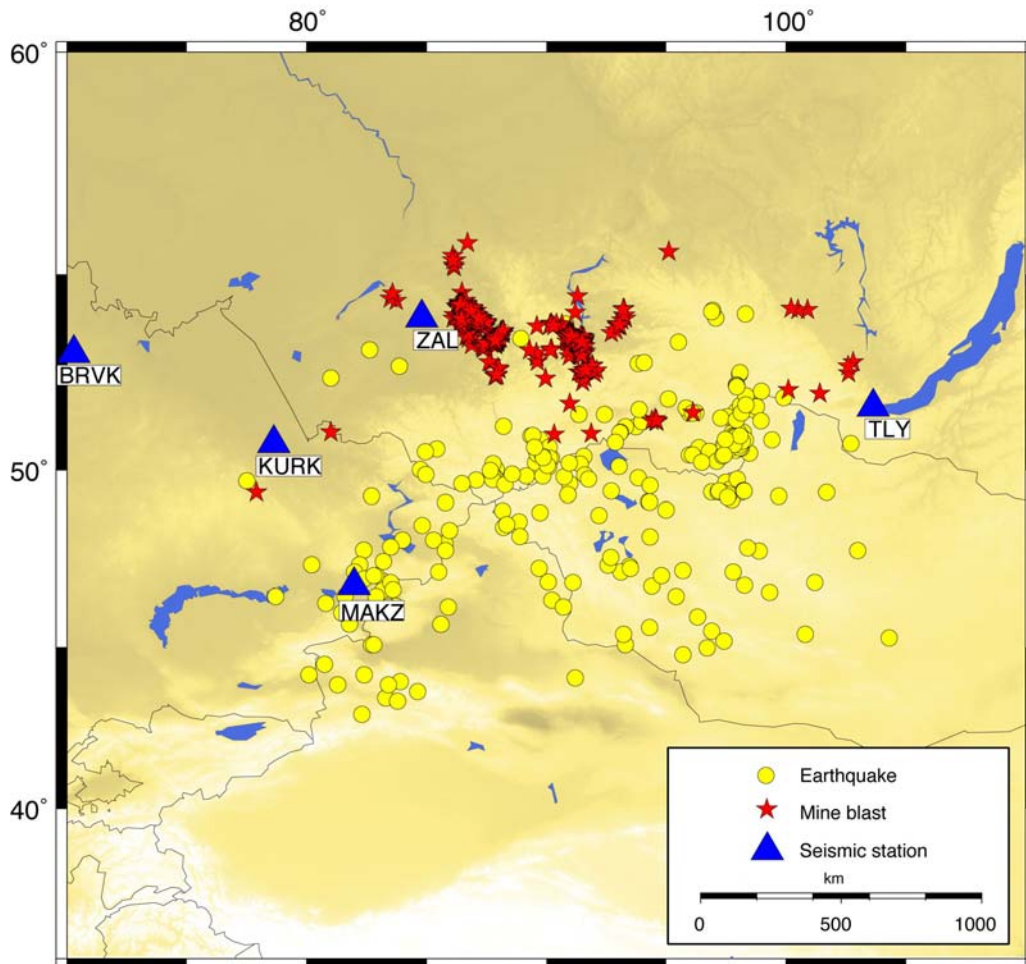 80°
100°
60°
ZAL
BRVK
TLY
KURK
50°
MAKZ
40°
Earthquake
Mine blast
Seismic station
km
0
500
1000